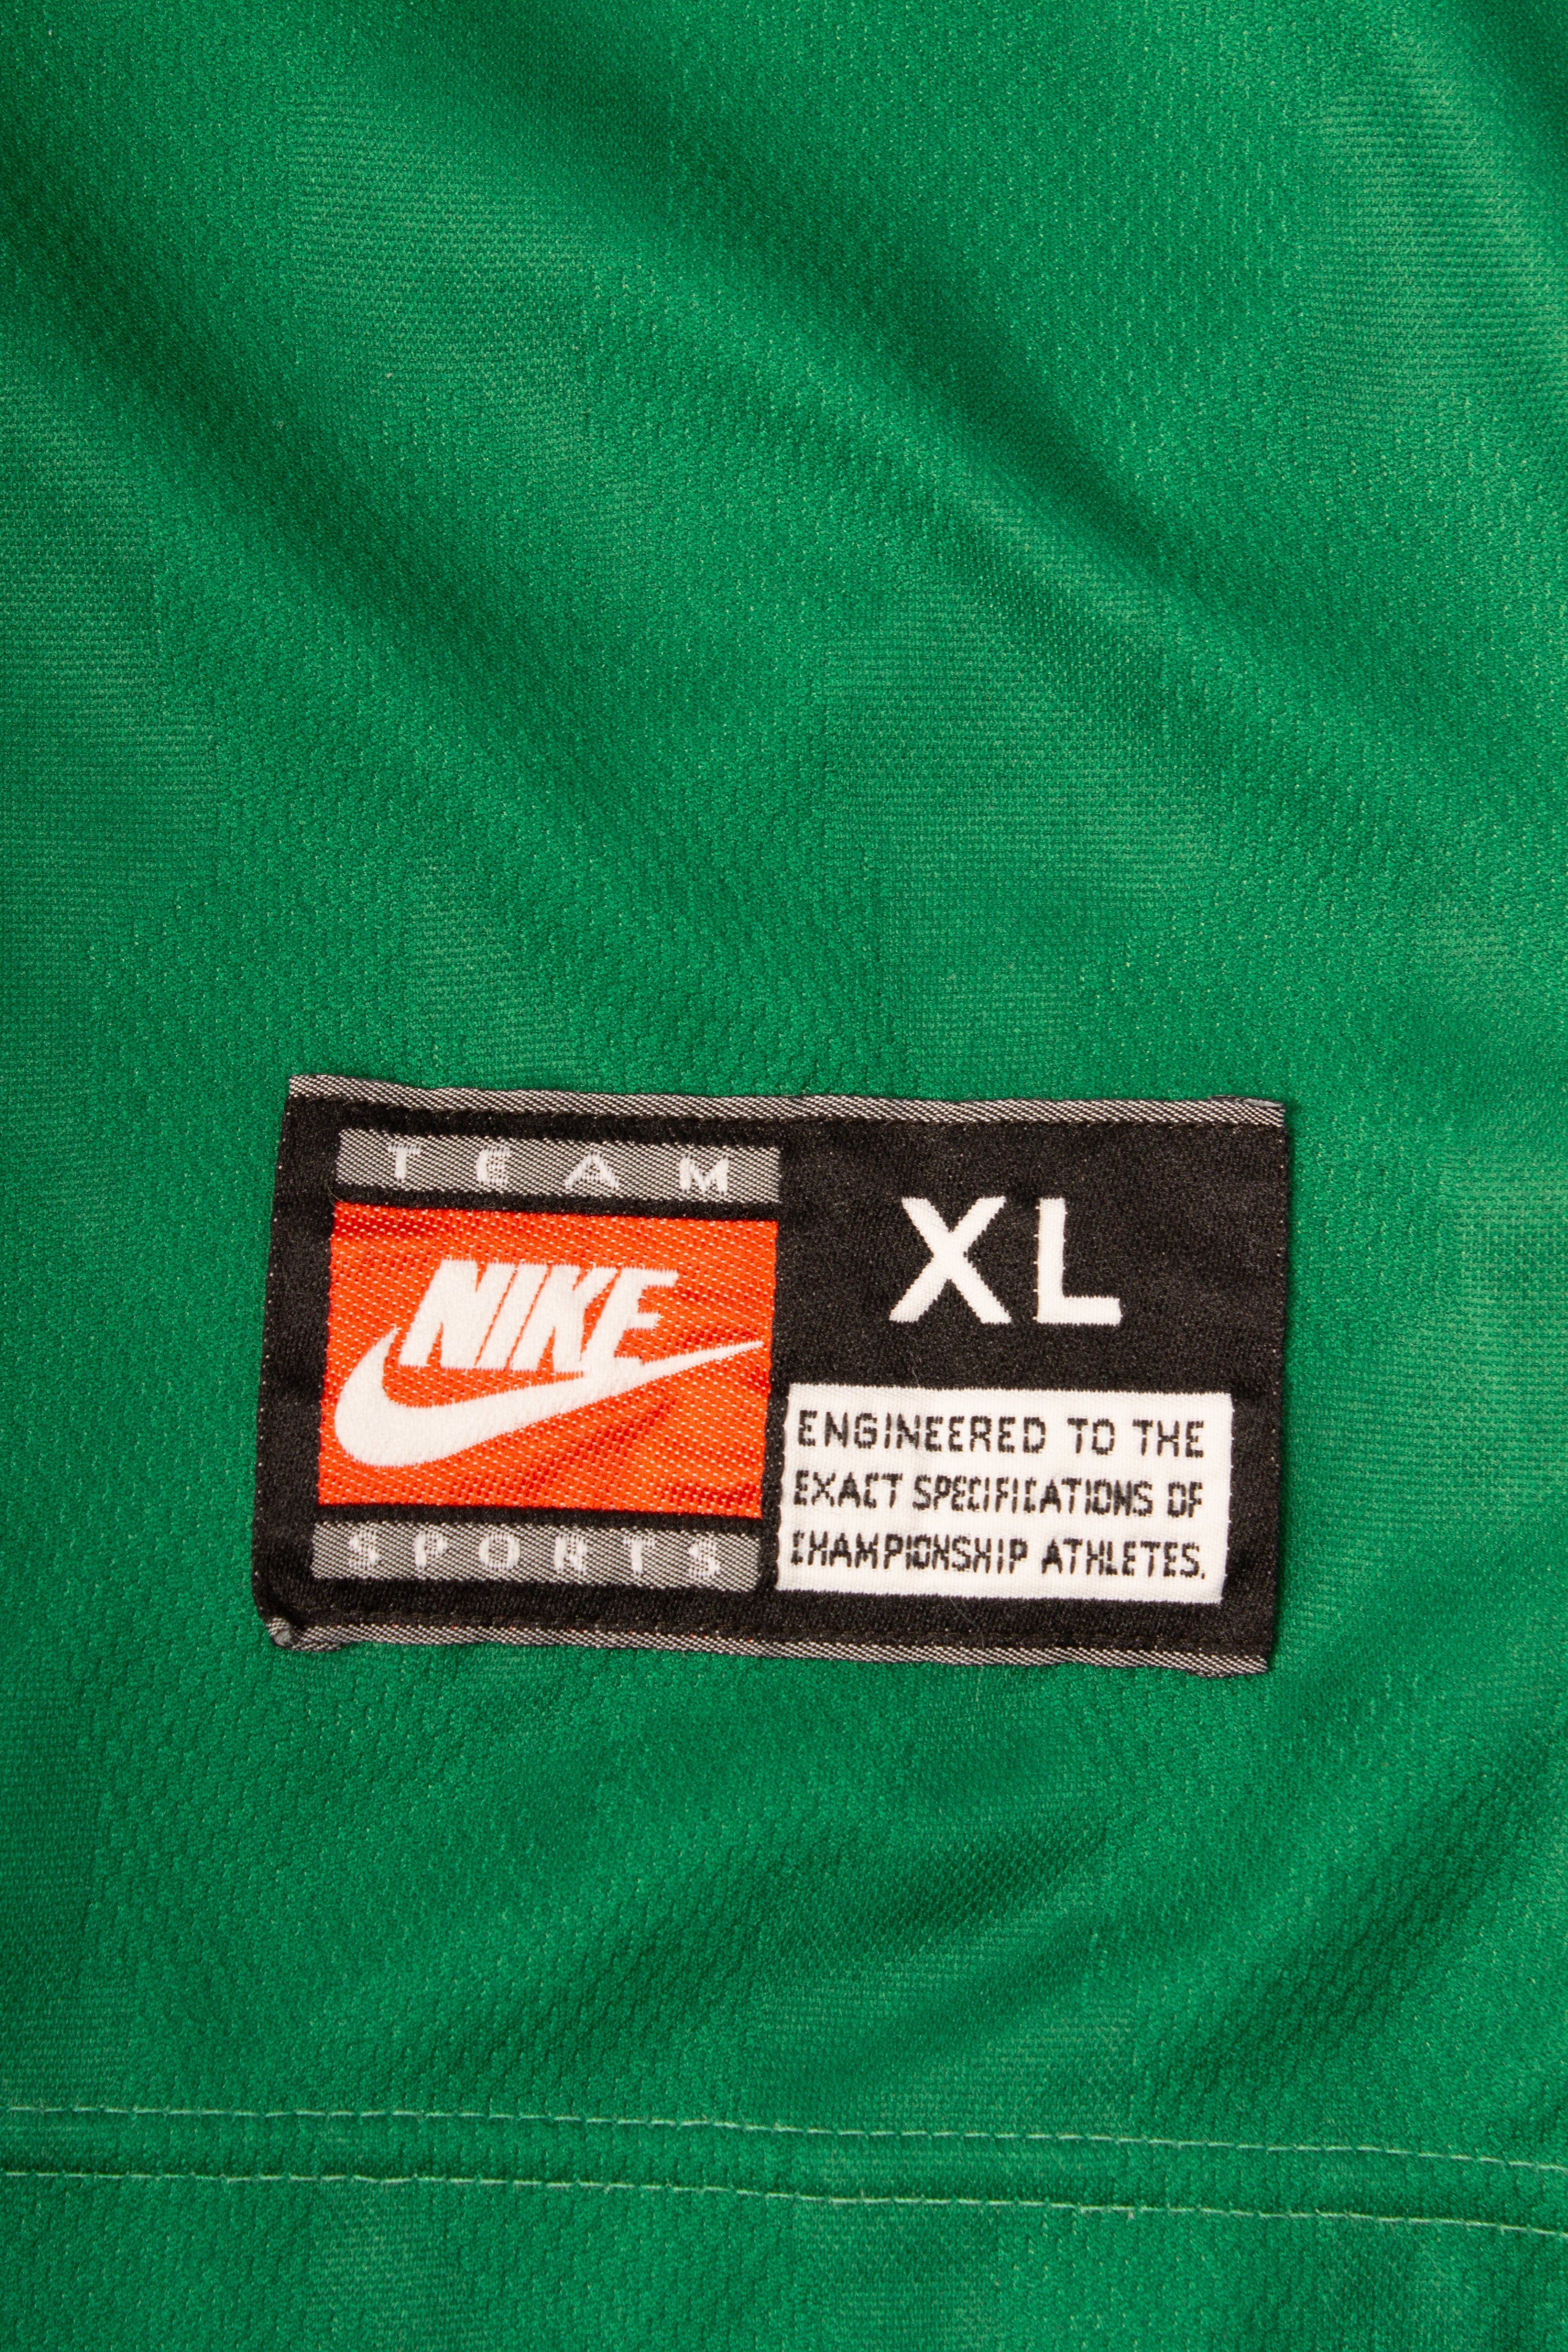 TEAM
NIKE
SPORTS
XL
ENGINEERED TO THE
EXACT SPECIFICATIONS OF
CHAMPIONSHIP ATHLETES.